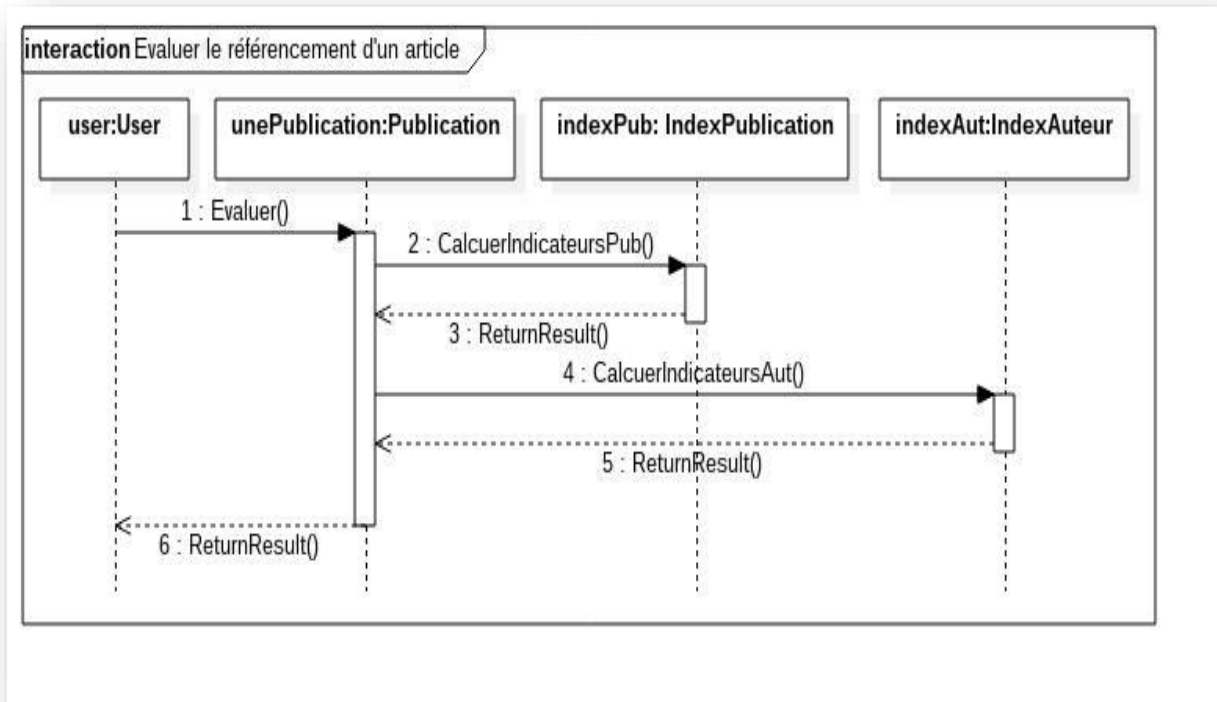 interaction Evaluer le référencement d'un article
user:User
unePublication:Publication
indexPub: IndexPublication
indexAut:IndexAuteur
1 : Evaluer()
2 : CalcuerIndicateursPub()
3 : ReturnResult()
4 : CalcuerIndicateursAut()
5 : ReturnResult()
6 : ReturnResult()